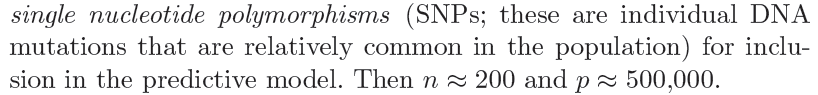 single nucleotide polymorphisms (SNPs; these are individual DNA
mutations that are relatively common in the population) for inclu-
sion in the predictive model. Then n ≈ 200 and p ≈ 500,000.